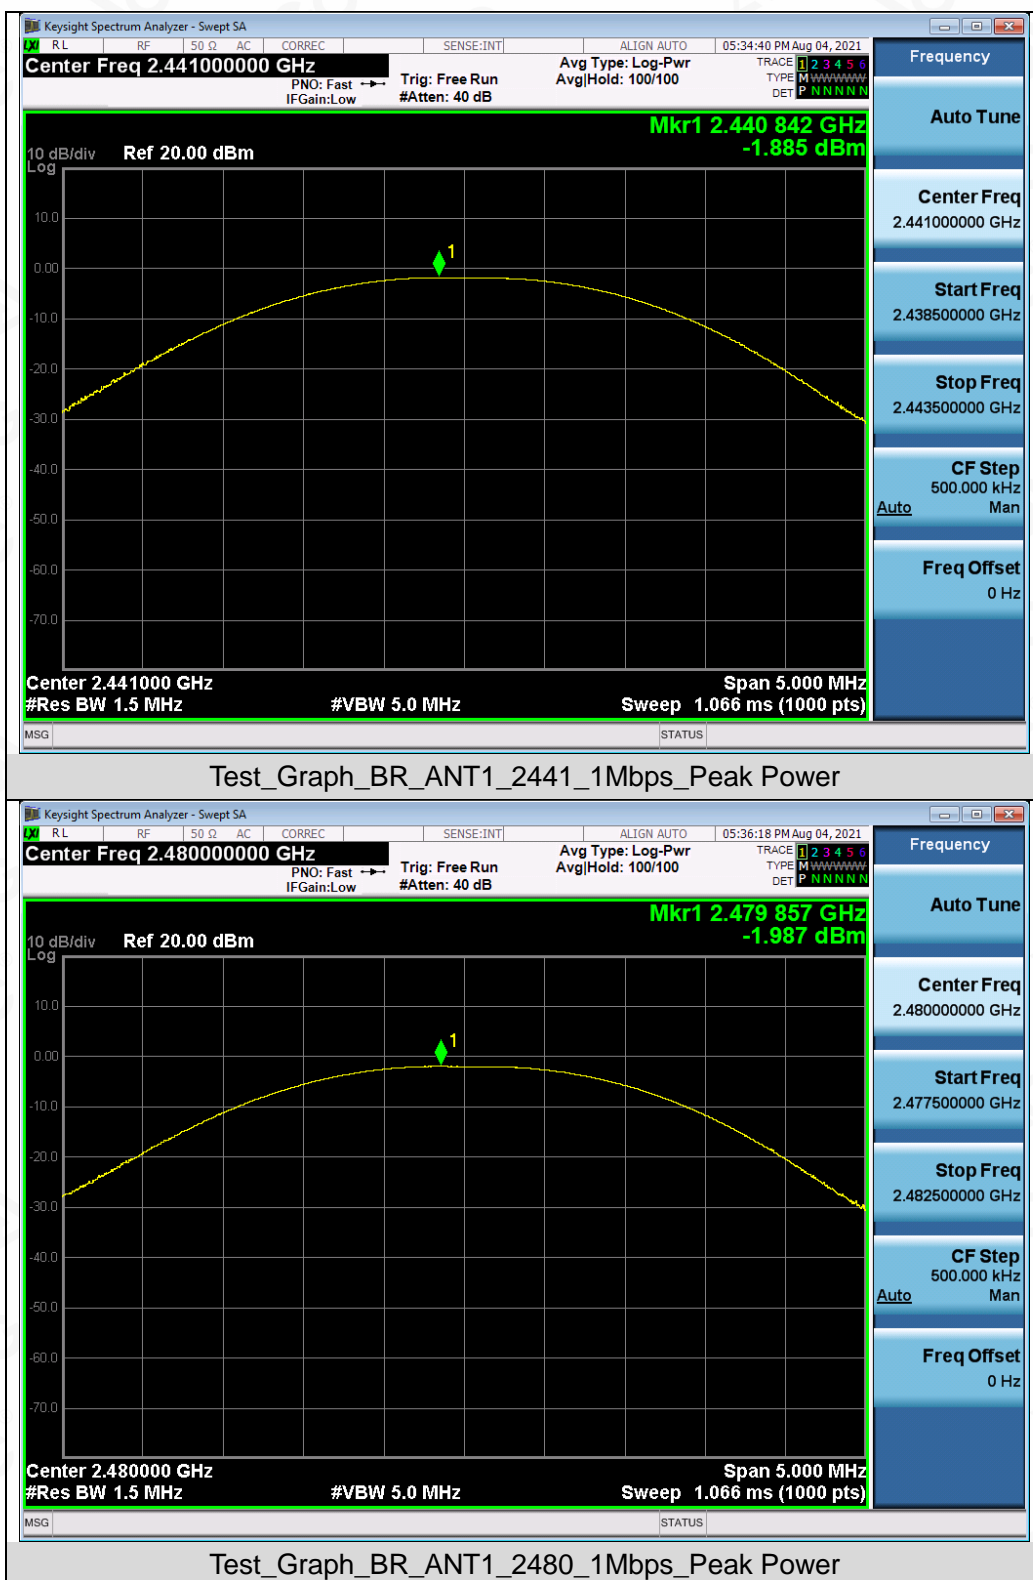 Keysight Spectrum Analyzer - Swept SA
LXI RL RF 50 Ω AC CORREC SENSE:INT ALIGN AUTO 05:34:40 PM Aug 04, 2021
Center Freq 2.441000000 GHz
PNO: Fast
IFGain:Low
Trig: Free Run
#Atten: 40 dB
Avg Type: Log-Pwr
Avg|Hold: 100/100
TRACE 1 2 3 4 5 6
TYPE M WWWWW
DET P N N N N N
Frequency
Mkr1 2.440 842 GHz
-1.885 dBm
10 dB/div Ref 20.00 dBm
Log
10.0
0.00
-10.0
-20.0
-30.0
-40.0
-50.0
-60.0
-70.0
1
Center 2.441000 GHz Span 5.000 MHz
#Res BW 1.5 MHz #VBW 5.0 MHz Sweep 1.066 ms (1000 pts)
MSG STATUS
Auto Tune
Center Freq
2.441000000 GHz
Start Freq
2.438500000 GHz
Stop Freq
2.443500000 GHz
CF Step
500.000 kHz
Auto Man
Freq Offset
0 Hz
Test_Graph_BR_ANT1_2441_1Mbps_Peak Power
Keysight Spectrum Analyzer - Swept SA
LXI RL RF 50 Ω AC CORREC SENSE:INT ALIGN AUTO 05:36:18 PM Aug 04, 2021
Center Freq 2.480000000 GHz
PNO: Fast
IFGain:Low
Trig: Free Run
#Atten: 40 dB
Avg Type: Log-Pwr
Avg|Hold: 100/100
TRACE 1 2 3 4 5 6
TYPE M WWWWW
DET P N N N N N
Frequency
Mkr1 2.479 857 GHz
-1.987 dBm
10 dB/div Ref 20.00 dBm
Log
10.0
0.00
-10.0
-20.0
-30.0
-40.0
-50.0
-60.0
-70.0
1
Center 2.480000 GHz Span 5.000 MHz
#Res BW 1.5 MHz #VBW 5.0 MHz Sweep 1.066 ms (1000 pts)
MSG STATUS
Auto Tune
Center Freq
2.480000000 GHz
Start Freq
2.477500000 GHz
Stop Freq
2.482500000 GHz
CF Step
500.000 kHz
Auto Man
Freq Offset
0 Hz
Test_Graph_BR_ANT1_2480_1Mbps_Peak Power